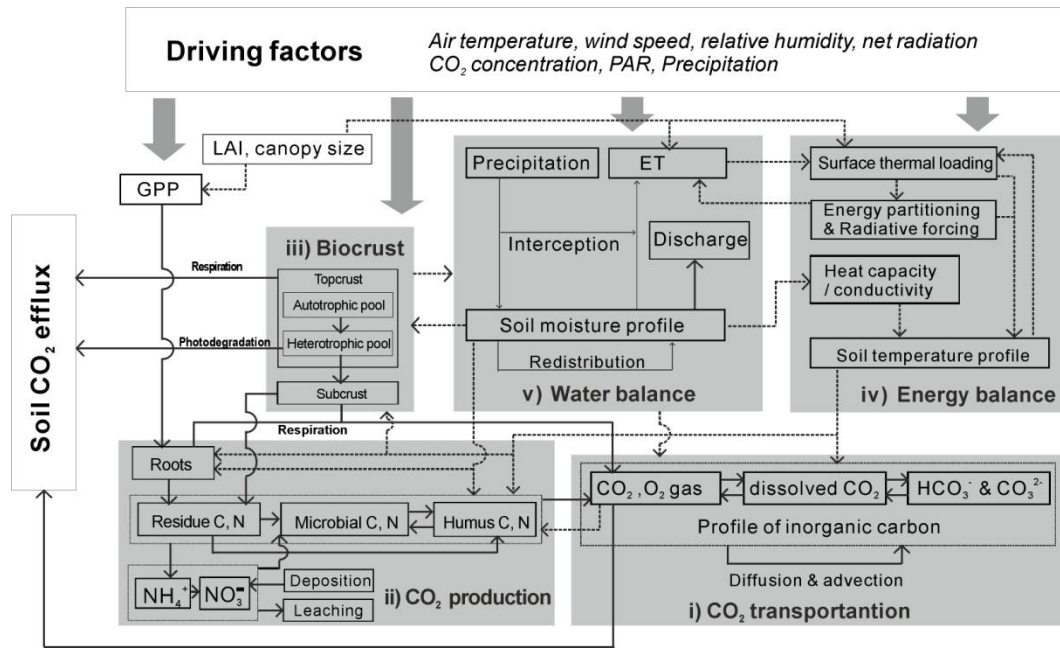 Driving factors
Air temperature, wind speed, relative humidity, net radiation
CO₂ concentration, PAR, Precipitation
LAI, canopy size
GPP
Soil CO₂ efflux
Respiration
Photodegradation
iii) Biocrust
Topcrust
Autotrophic pool
Heterotrophic pool
Subcrust
Respiration
Precipitation
ET
Interception
Discharge
Soil moisture profile
Redistribution
v) Water balance
Surface thermal loading
Energy partitioning
& Radiative forcing
Heat capacity
/ conductivity
Soil temperature profile
iv) Energy balance
Roots
Residue C, N
Microbial C, N
Humus C, N
NH₄⁺
NO₃⁻
Deposition
Leaching
ii) CO₂ production
CO₂ ,O₂ gas
dissolved CO₂
HCO₃⁻ & CO₃²⁻
Profile of inorganic carbon
Diffusion & advection
i) CO₂ transportantion